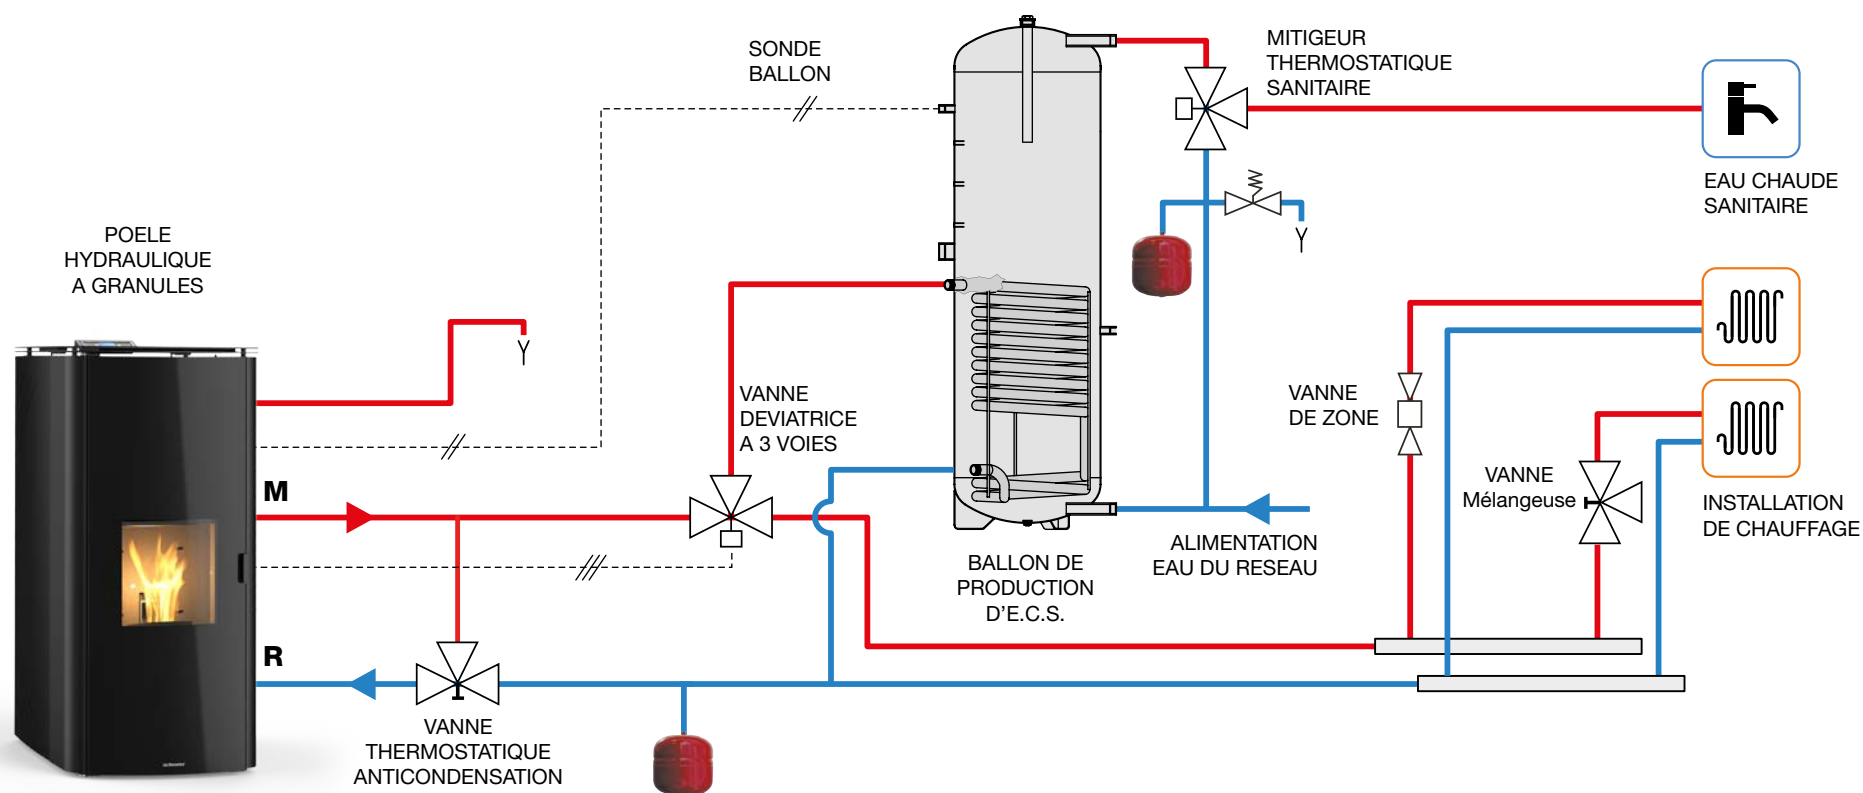 SONDE
BALLON
MITIGEUR
THERMOSTATIQUE
SANITAIRE
EAU CHAUDE
SANITAIRE
POELE
HYDRAULIQUE
A GRANULES
VANNE
DEVIATRICE
A 3 VOIES
VANNE
DE ZONE
M
VANNE
Mélangeuse
INSTALLATION
DE CHAUFFAGE
ALIMENTATION
EAU DU RESEAU
BALLON DE
PRODUCTION
D'E.C.S.
R
VANNE
THERMOSTATIQUE
ANTICONDENSATION